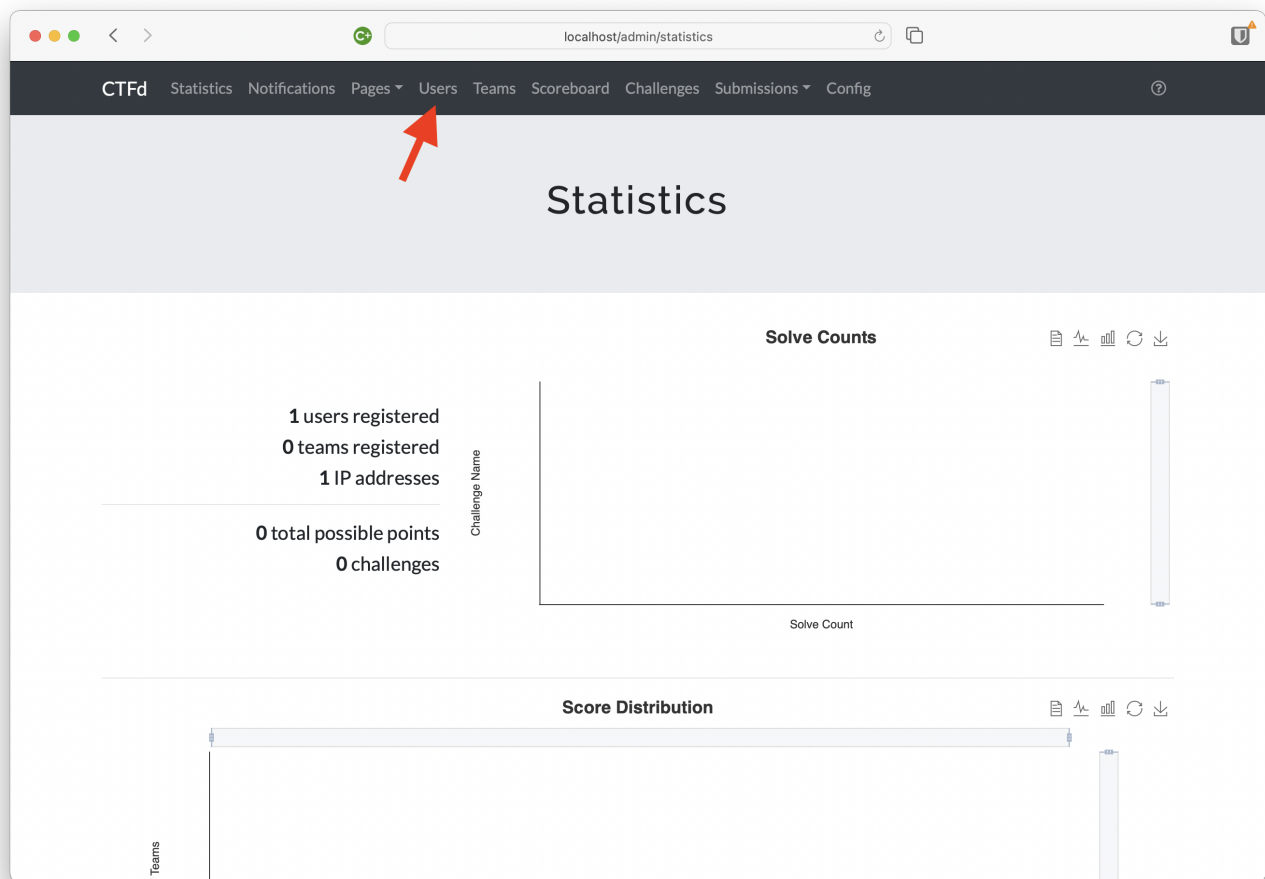 localhost/admin/statistics
CTFd Statistics Notifications Pages Users Teams Scoreboard Challenges Submissions Config
Statistics
Solve Counts
1 users registered
0 teams registered
1 IP addresses
0 total possible points
0 challenges
Challenge Name
Solve Count
Score Distribution
Teams